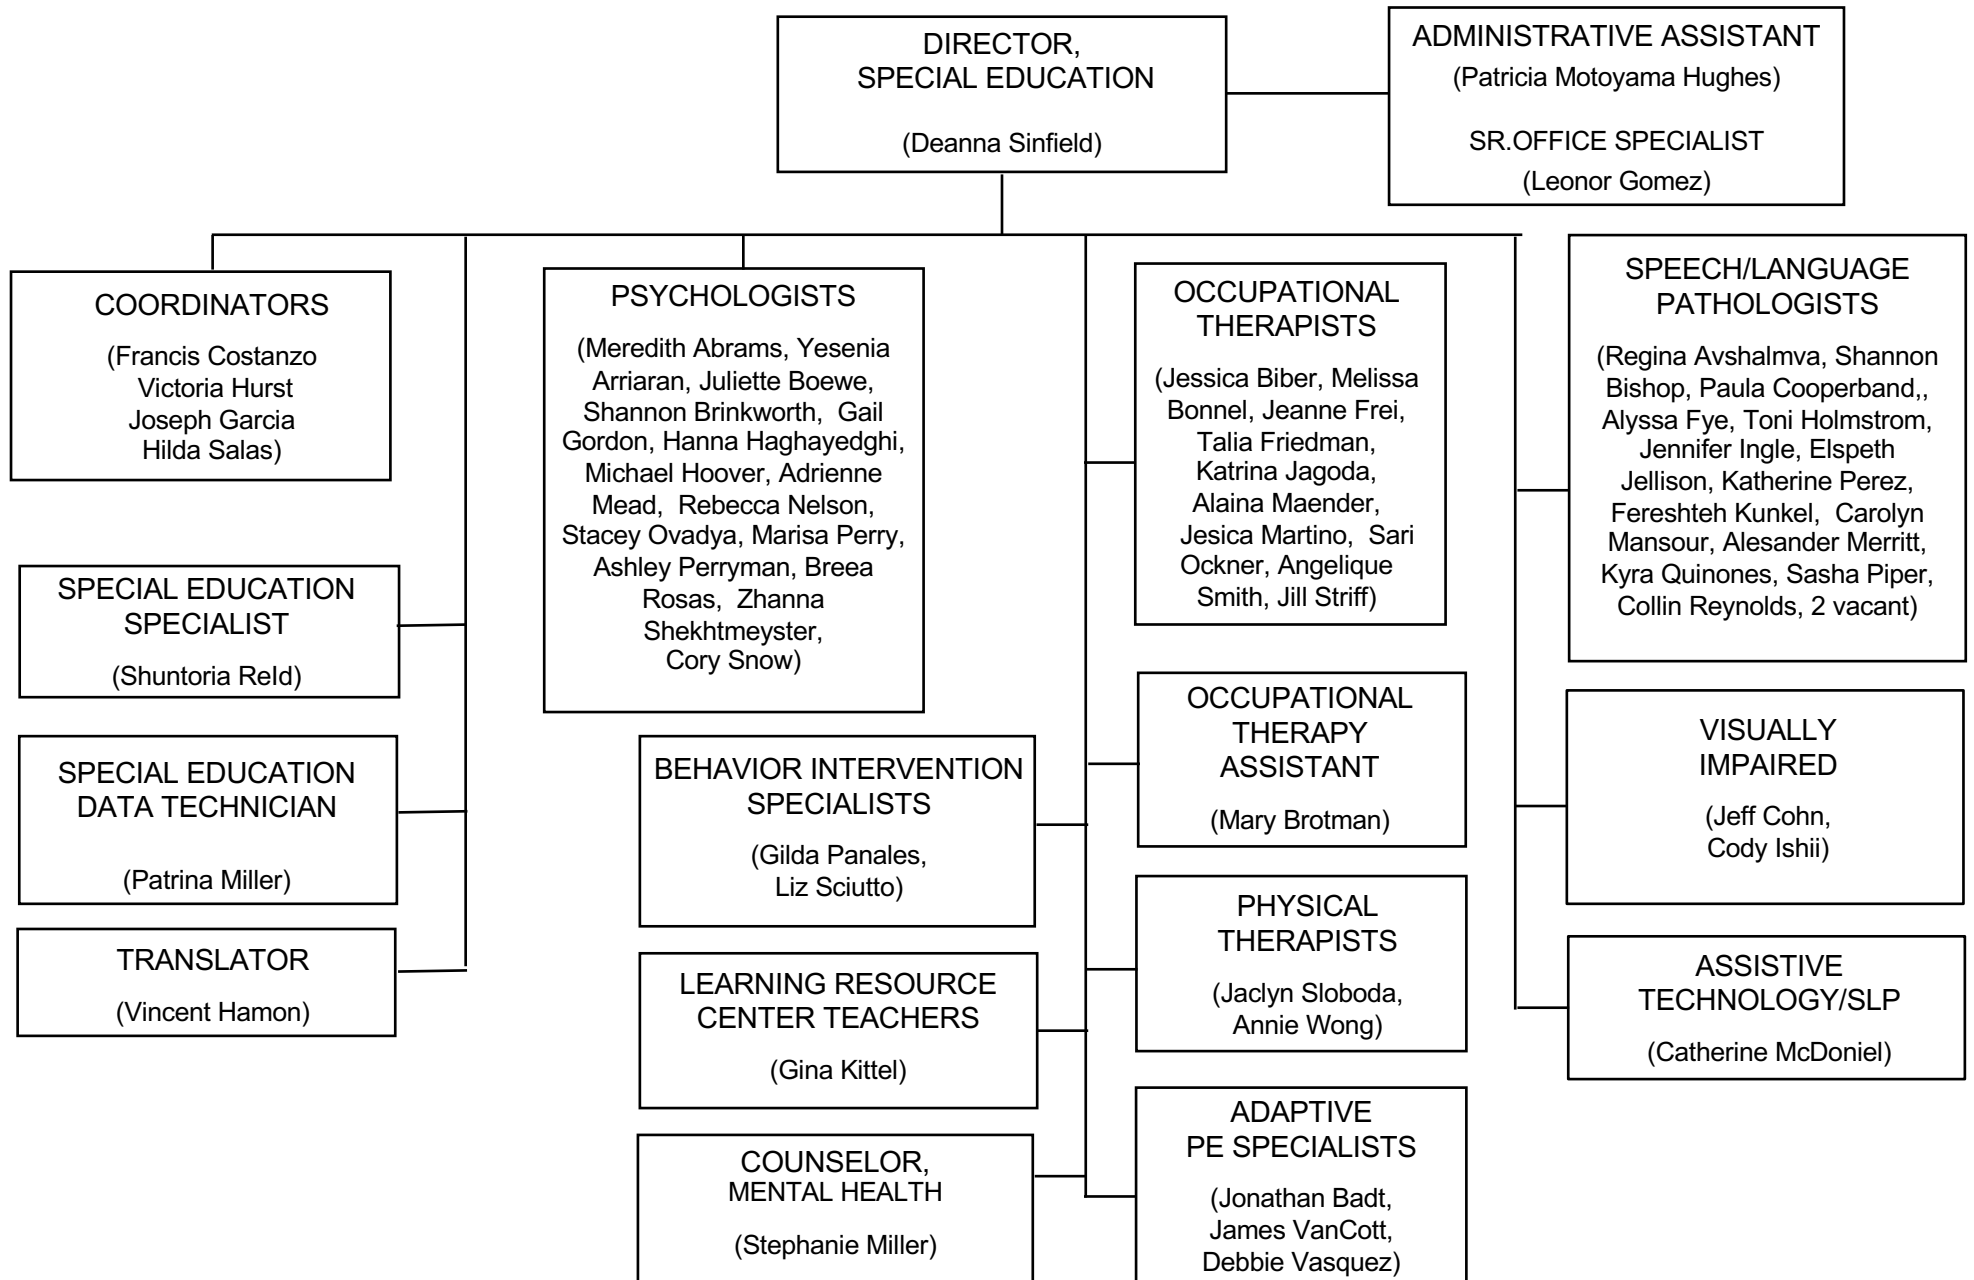 DIRECTOR,
SPECIAL EDUCATION
(Deanna Sinfield)
ADMINISTRATIVE ASSISTANT
(Patricia Motoyama Hughes)
SR.OFFICE SPECIALIST
(Leonor Gomez)
COORDINATORS
(Francis Costanzo
Victoria Hurst
Joseph Garcia
Hilda Salas)
SPECIAL EDUCATION
SPECIALIST
(Shuntoria ReId)
SPECIAL EDUCATION
DATA TECHNICIAN
(Patrina Miller)
TRANSLATOR
(Vincent Hamon)
PSYCHOLOGISTS
(Meredith Abrams, Yesenia
Arriaran, Juliette Boewe,
Shannon Brinkworth, Gail
Gordon, Hanna Haghayedghi,
Michael Hoover, Adrienne
Mead, Rebecca Nelson,
Stacey Ovadya, Marisa Perry,
Ashley Perryman, Breea
Rosas, Zhanna
Shekhtmeyster,
Cory Snow)
BEHAVIOR INTERVENTION
SPECIALISTS
(Gilda Panales,
Liz Sciutto)
LEARNING RESOURCE
CENTER TEACHERS
(Gina Kittel)
COUNSELOR,
MENTAL HEALTH
(Stephanie Miller)
OCCUPATIONAL
THERAPISTS
(Jessica Biber, Melissa
Bonnel, Jeanne Frei,
Talia Friedman,
Katrina Jagoda,
Alaina Maender,
Jesica Martino, Sari
Ockner, Angelique
Smith, Jill Striff)
OCCUPATIONAL
THERAPY
ASSISTANT
(Mary Brotman)
PHYSICAL
THERAPISTS
(Jaclyn Sloboda,
Annie Wong)
ADAPTIVE
PE SPECIALISTS
(Jonathan Badt,
James VanCott,
Debbie Vasquez)
SPEECH/LANGUAGE
PATHOLOGISTS
(Regina Avshalmva, Shannon
Bishop, Paula Cooperband,,
Alyssa Fye, Toni Holmstrom,
Jennifer Ingle, Elspeth
Jellison, Katherine Perez,
Fereshteh Kunkel, Carolyn
Mansour, Alesander Merritt,
Kyra Quinones, Sasha Piper,
Collin Reynolds, 2 vacant)
VISUALLY
IMPAIRED
(Jeff Cohn,
Cody Ishii)
ASSISTIVE
TECHNOLOGY/SLP
(Catherine McDoniel)